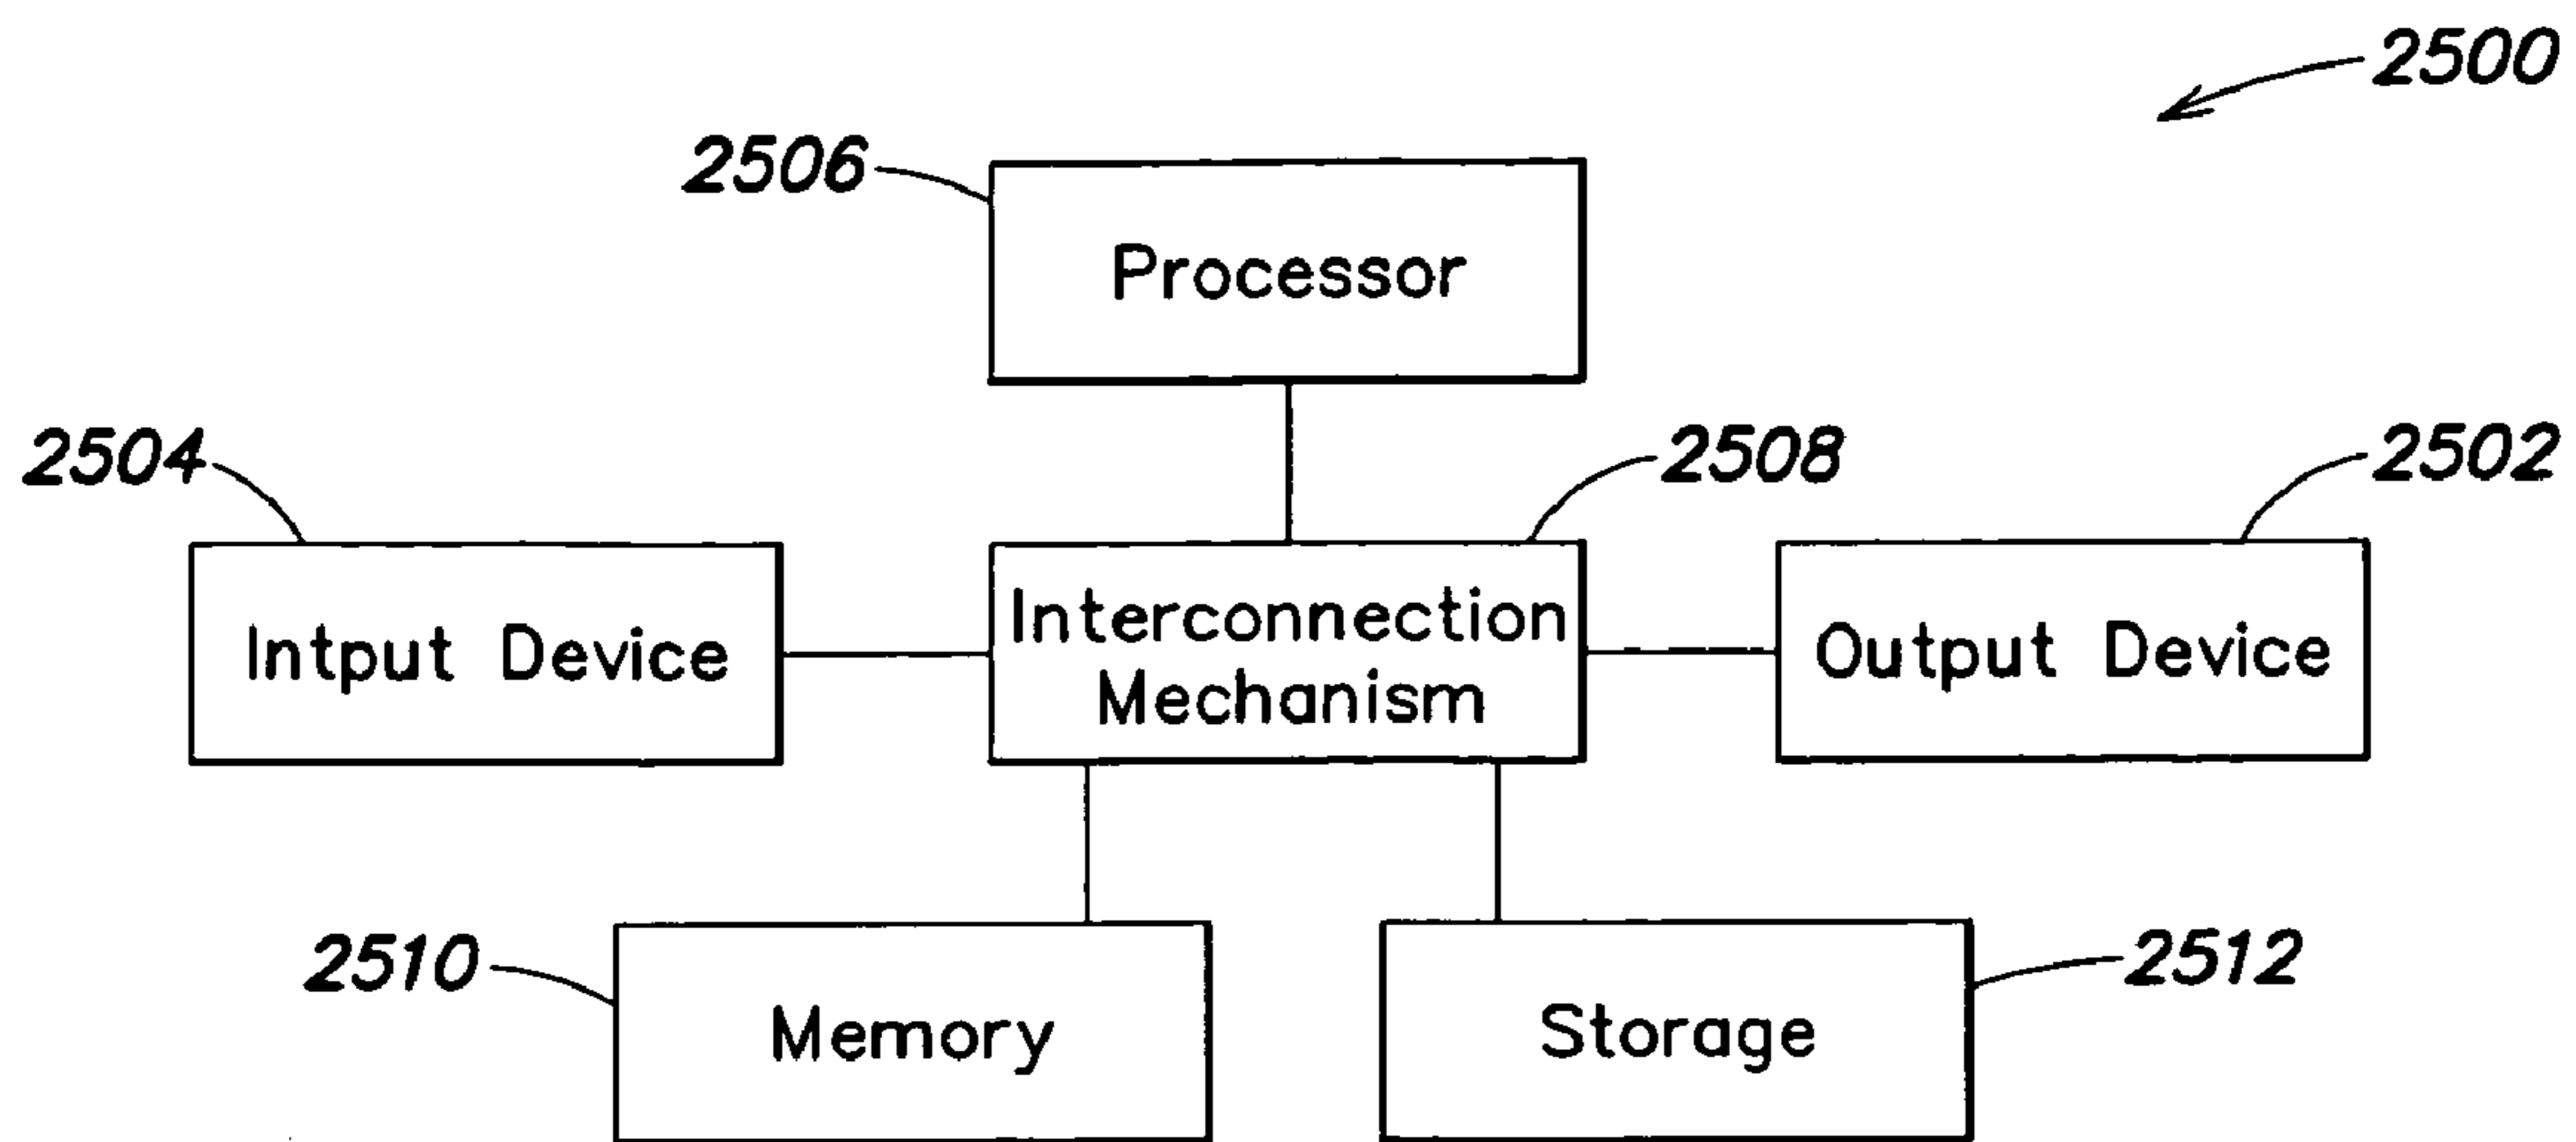 2500
2506
Processor
2504
2508
2502
Intput Device
Interconnection
Mechanism
Output Device
2510
2512
Memory
Storage